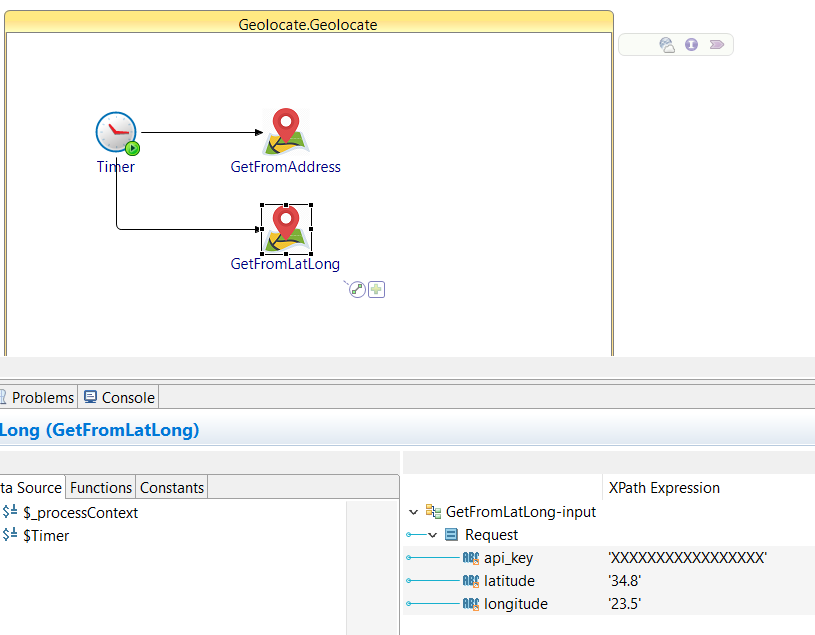 Geolocate.Geolocate
Timer
GetFromAddress
GetFromLatLong
Problems
Console
Long (GetFromLatLong)
ta Source
Functions
Constants
XPath Expression
$_processContext
$Timer
GetFromLatLong-input
Request
api_key 'XXXXXXXXXXXXXXXXX'
latitude '34.8'
longitude '23.5'